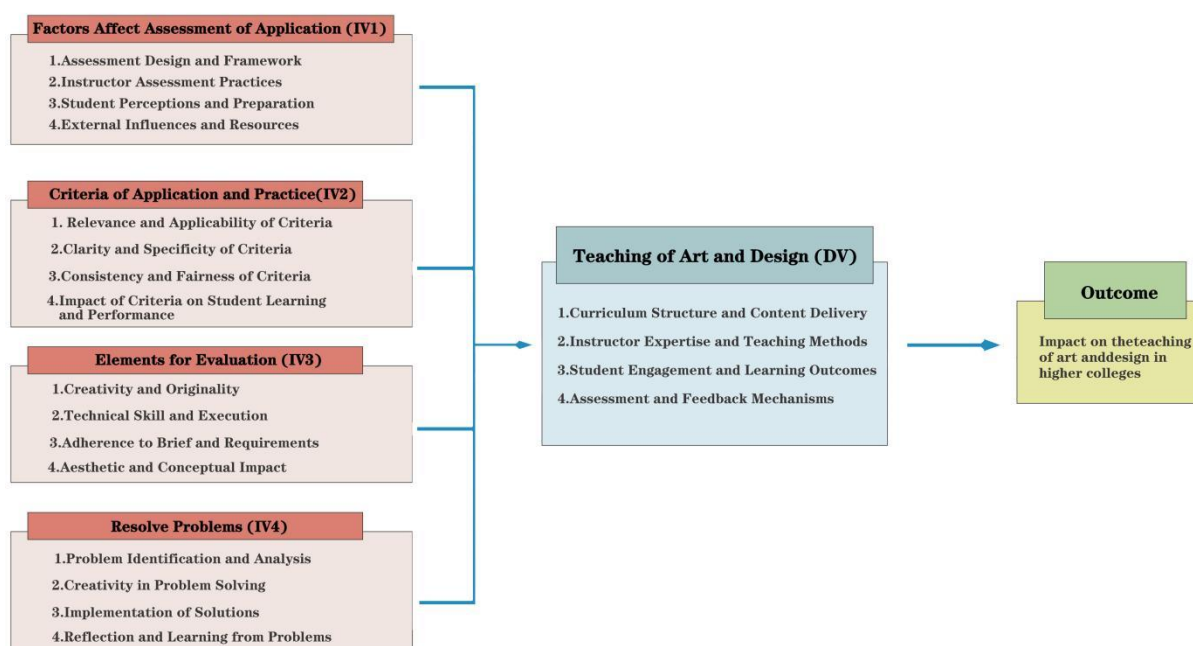 Factors Affect Assessment of Application (IV1)
1.Assessment Design and Framework
2.Instructor Assessment Practices
3.Student Perceptions and Preparation
4.External Influences and Resources
Criteria of Application and Practice(IV2)
1. Relevance and Applicability of Criteria
2.Clarity and Specificity of Criteria
3.Consistency and Fairness of Criteria
4.Impact of Criteria on Student Learning
and Performance
Elements for Evaluation (IV3)
1.Creativity and Originality
2.Technical Skill and Execution
3.Adherence to Brief and Requirements
4.Aesthetic and Conceptual Impact
Resolve Problems (IV4)
1.Problem Identification and Analysis
2.Creativity in Problem Solving
3.Implementation of Solutions
4.Reflection and Learning from Problems
Teaching of Art and Design (DV)
1.Curriculum Structure and Content Delivery
2.Instructor Expertise and Teaching Methods
3.Student Engagement and Learning Outcomes
4.Assessment and Feedback Mechanisms
Outcome
Impact on theteaching
of art anddesign in
higher colleges